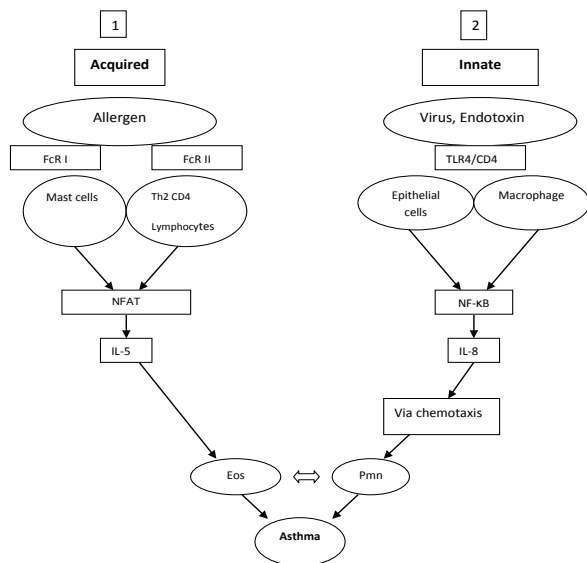 1
2
Acquired
Innate
Allergen
Virus, Endotoxin
FcR I
FcR II
TLR4/CD4
Mast cells
Th2 CD4
Lymphocytes
Epithelial
cells
Macrophage
NFAT
NF-κB
IL-5
IL-8
Via chemotaxis
Eos
Pmn
Asthma